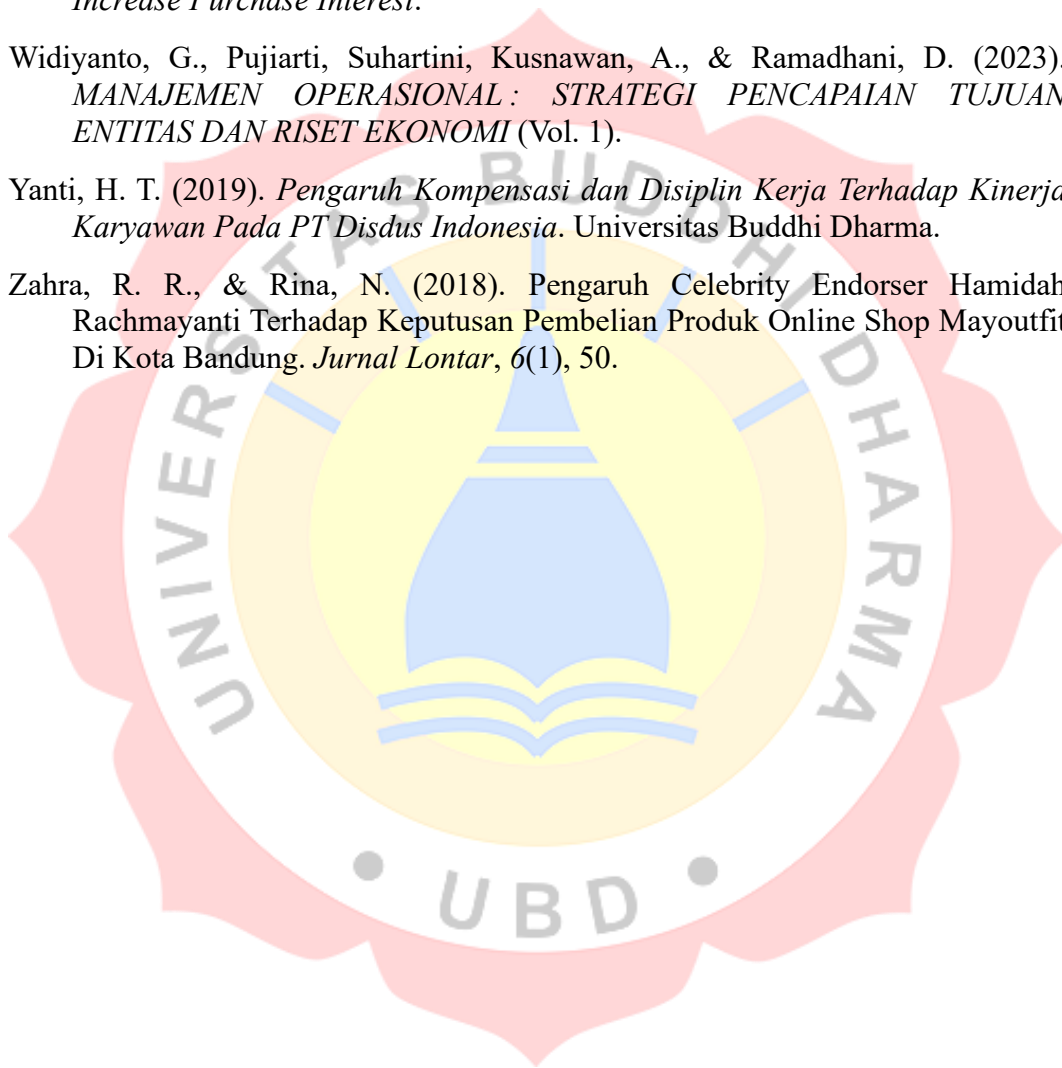 Increase Purchase Interest.
Widiyanto, G., Pujiarti, Suhartini, Kusnawan, A., & Ramadhani, D. (2023).
MANAJEMEN OPERASIONAL : STRATEGI PENCAPAIAN TUJUAN
ENTITAS DAN RISET EKONOMI (Vol. 1).
Yanti, H. T. (2019). Pengaruh Kompensasi dan Disiplin Kerja Terhadap Kinerja
Karyawan Pada PT Disdus Indonesia. Universitas Buddhi Dharma.
Zahra, R. R., & Rina, N. (2018). Pengaruh Celebrity Endorser Hamidah
Rachmayanti Terhadap Keputusan Pembelian Produk Online Shop Mayoutfit
Di Kota Bandung. Jurnal Lontar, 6(1), 50.
UNIVERSITAS BUDDHI DHARMA
• UBD •